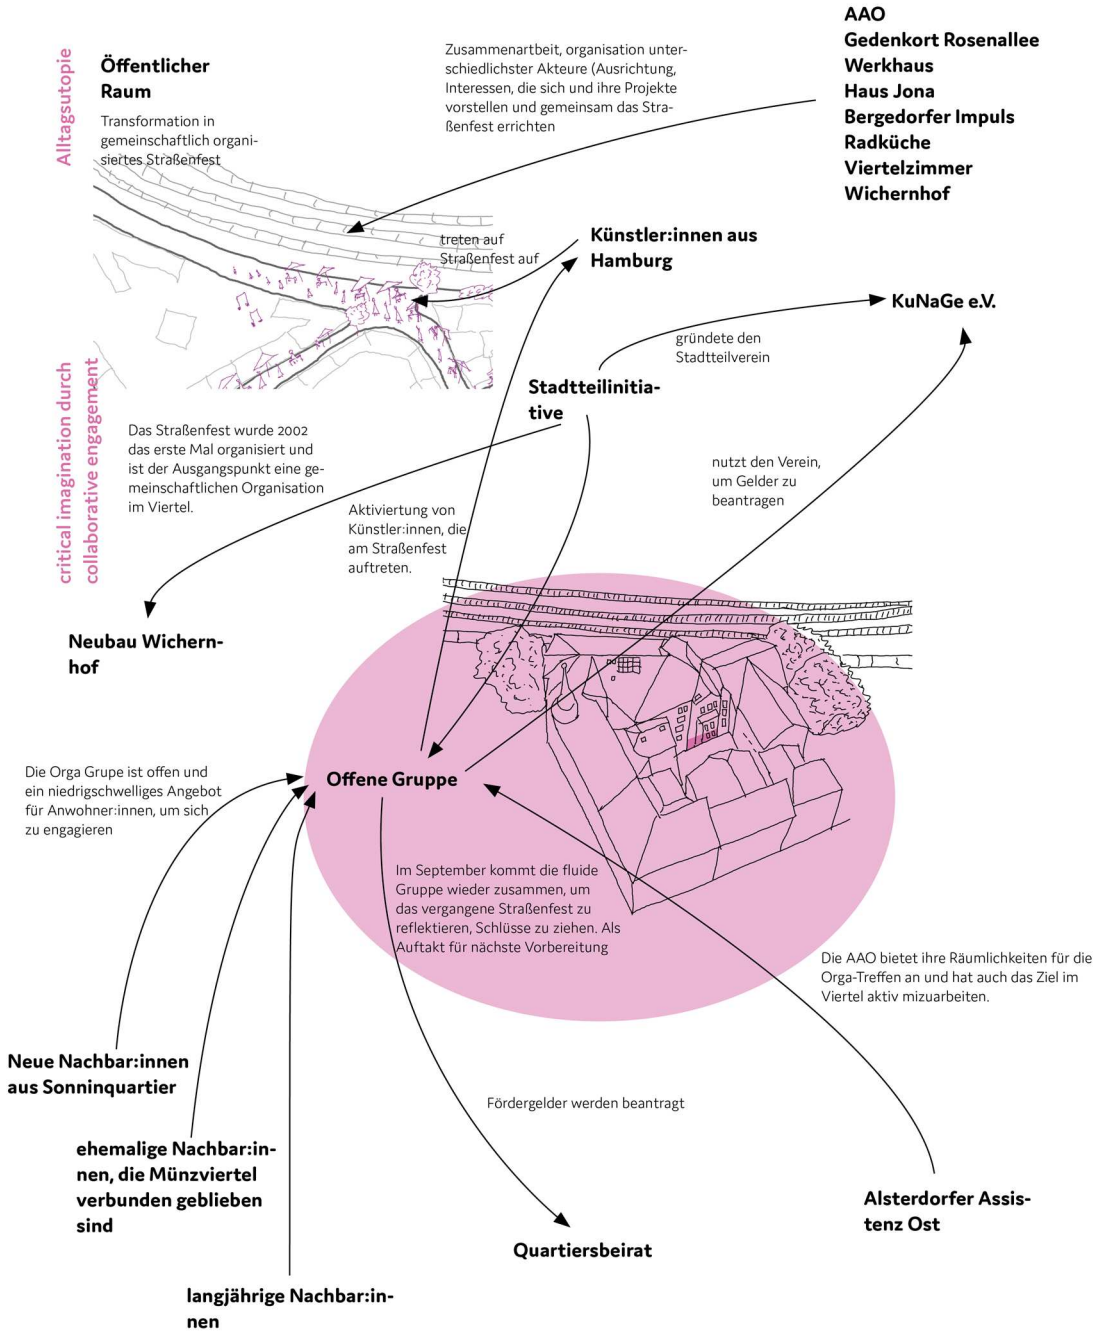 Alltagsutopie
Öffentlicher
Raum
Transformation in
gemeinschaftlich organi-
siertes Straßenfest
Zusammenartbeit, organisation unter-
schiedlichster Akteure (Ausrichtung,
Interessen, die sich und ihre Projekte
vorstellen und gemeinsam das Stra-
ßenfest errichten
AAO
Gedenkort Rosenallee
Werkhaus
Haus Jona
Bergedorfer Impuls
Radküche
Viertelzimmer
Wichernhof
treten auf
Straßenfest auf
Künstler:innen aus
Hamburg
KuNaGe e.V.
gründete den
Stadtteilverein
Stadtteilinitia-
tive
critical imagination durch
collaborative engagement
Das Straßenfest wurde 2002
das erste Mal organisiert und
ist der Ausgangspunkt eine ge-
meinschaftlichen Organisation
im Viertel.
Aktiviertung von
Künstler:innen, die
am Straßenfest
auftreten.
nutzt den Verein,
um Gelder zu
beantragen
Neubau Wichern-
hof
Die Orga Grupe ist offen und
ein niedrigschwelliges Angebot
für Anwohner:innen, um sich
zu engagieren
Offene Gruppe
Im September kommt die fluide
Gruppe wieder zusammen, um
das vergangene Straßenfest zu
reflektieren, Schlüsse zu ziehen. Als
Auftakt für nächste Vorbereitung
Die AAO bietet ihre Räumlichkeiten für die
Orga-Treffen an und hat auch das Ziel im
Viertel aktiv mizuarbeiten.
Neue Nachbar:innen
aus Sonninquartier
Fördergelder werden beantragt
ehemalige Nachbar:in-
nen, die Münzviertel
verbunden geblieben
sind
Alsterdorfer Assis-
tenz Ost
Quartiersbeirat
langjährige Nachbar:in-
nen